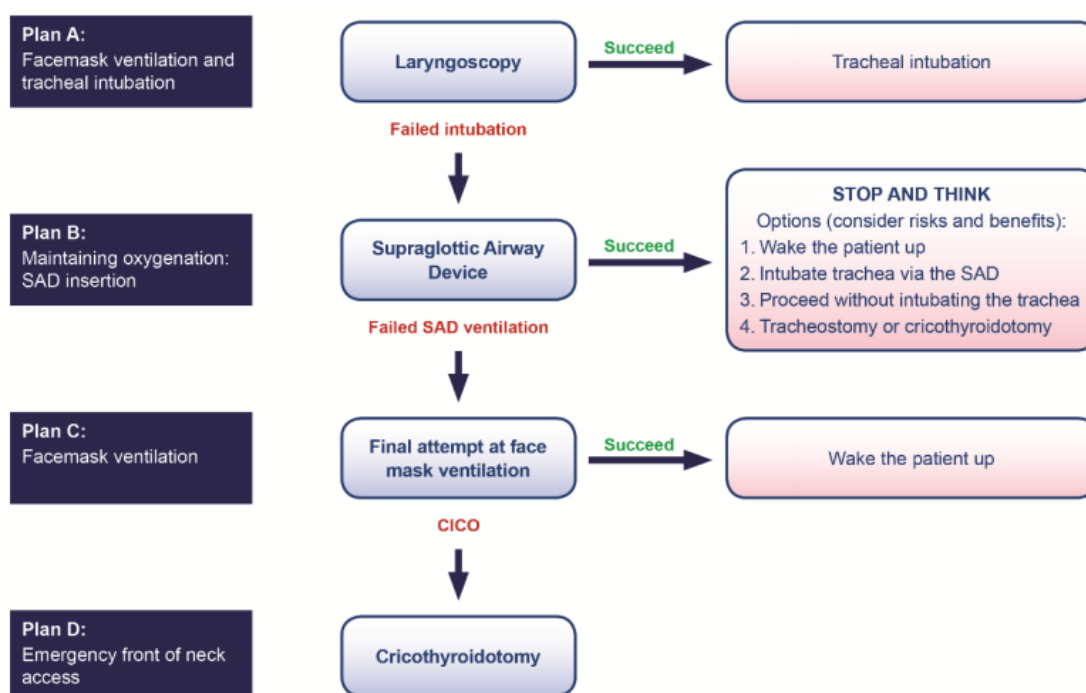 Plan A:
Facemask ventilation and
tracheal intubation
Laryngoscopy
Succeed
Tracheal intubation
Failed intubation
Plan B:
Maintaining oxygenation:
SAD insertion
Supraglottic Airway
Device
Succeed
STOP AND THINK
Options (consider risks and benefits):
1. Wake the patient up
2. Intubate trachea via the SAD
3. Proceed without intubating the trachea
4. Tracheostomy or cricothyroidotomy
Failed SAD ventilation
Plan C:
Facemask ventilation
Final attempt at face
mask ventilation
Succeed
Wake the patient up
CICO
Plan D:
Emergency front of neck
access
Cricothyroidotomy